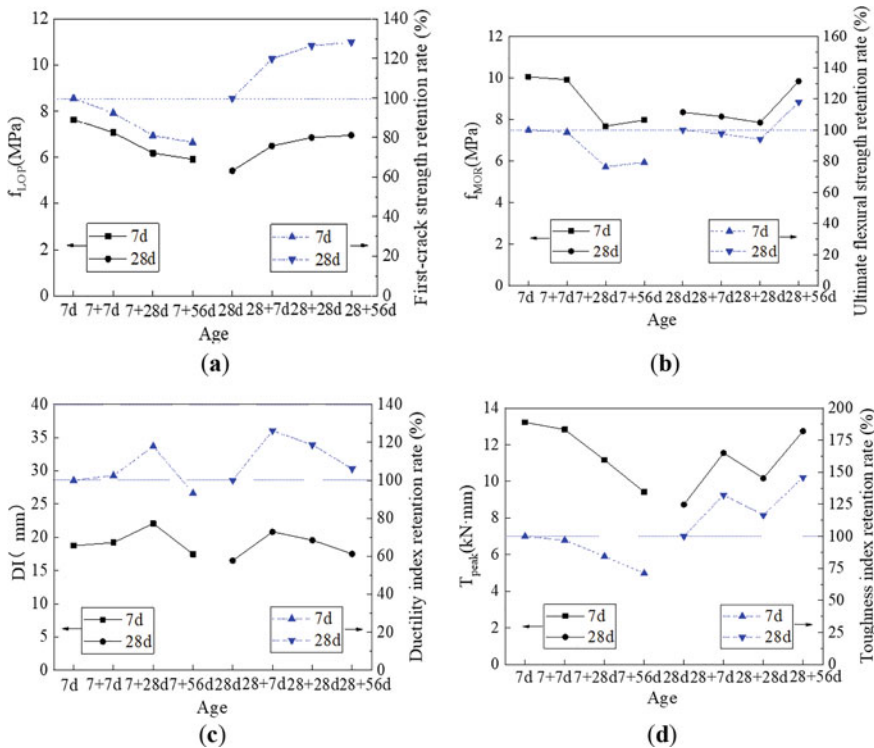 12
10
8
6
4
2
0
f_LOP(MPa)
140
120
100
80
60
40
20
0
First-crack strength retention rate (%)
7d
28d
7d
28d
7d 7+7d 7+28d 7+56d 28d 28+7d 28+28d 28+56d
Age
(a)
12
10
8
6
4
2
0
f_MOR(MPa)
160
140
120
100
80
60
40
20
0
Ultimate flexural strength retention rate (%)
7d
28d
7d
28d
7d 7+7d 7+28d 7+56d 28d 28+7d 28+28d 28+56d
Age
(b)
40
35
30
25
20
15
10
5
0
DI( mm)
140
120
100
80
60
40
20
0
Ductility index retention rate (%)
7d
28d
7d
28d
7d 7+7d 7+28d 7+56d 28d 28+7d 28+28d 28+56d
Age
(c)
14
12
10
8
6
4
2
0
T_peak(kN·mm)
200
175
150
125
100
75
50
25
0
Toughness index retention rate (%)
7d
28d
7d
28d
7d 7+7d 7+28d 7+56d 28d 28+7d 28+28d 28+56d
Age
(d)